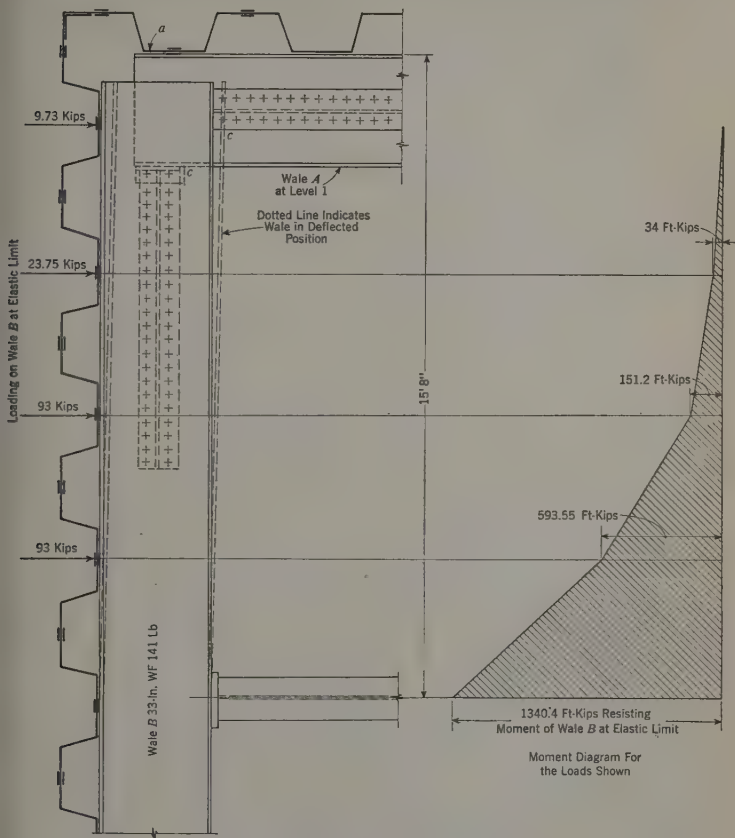 a
9.73 Kips
c
c
Wale A
at Level 1
Dotted Line Indicates
Wale in Deflected
Position
34 Ft-Kips
23.75 Kips
Loading on Wale B at Elastic Limit
15'8"
151.2 Ft-Kips
93 Kips
593.55 Ft-Kips
93 Kips
Wale B 33-In. WF 141 Lb
1340.4 Ft-Kips Resisting
Moment of Wale B at Elastic Limit
Moment Diagram For
the Loads Shown